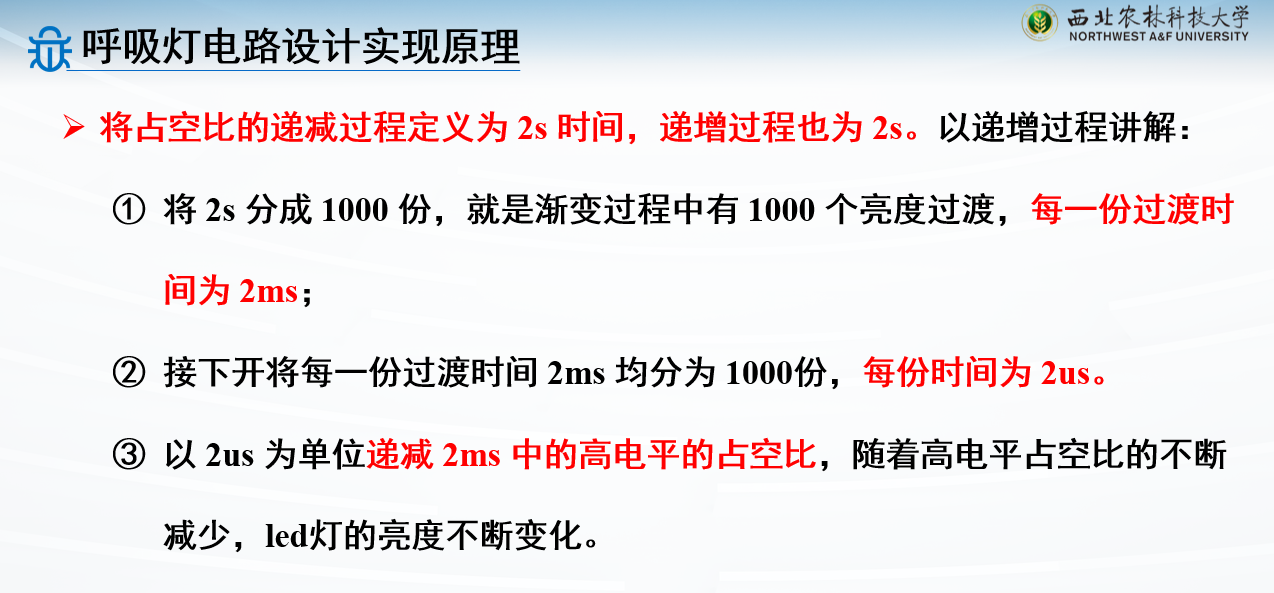 呼吸灯电路设计实现原理
西北农林科技大学
NORTHWEST A&F UNIVERSITY
➢ 将占空比的递减过程定义为 2s 时间，递增过程也为 2s。以递增过程讲解：
① 将 2s 分成 1000 份，就是渐变过程中有 1000 个亮度过渡，每一份过渡时
间为 2ms；
② 接下开将每一份过渡时间 2ms 均分为 1000份，每份时间为 2us。
③ 以 2us 为单位递减 2ms 中的高电平的占空比，随着高电平占空比的不断
减少，led灯的亮度不断变化。